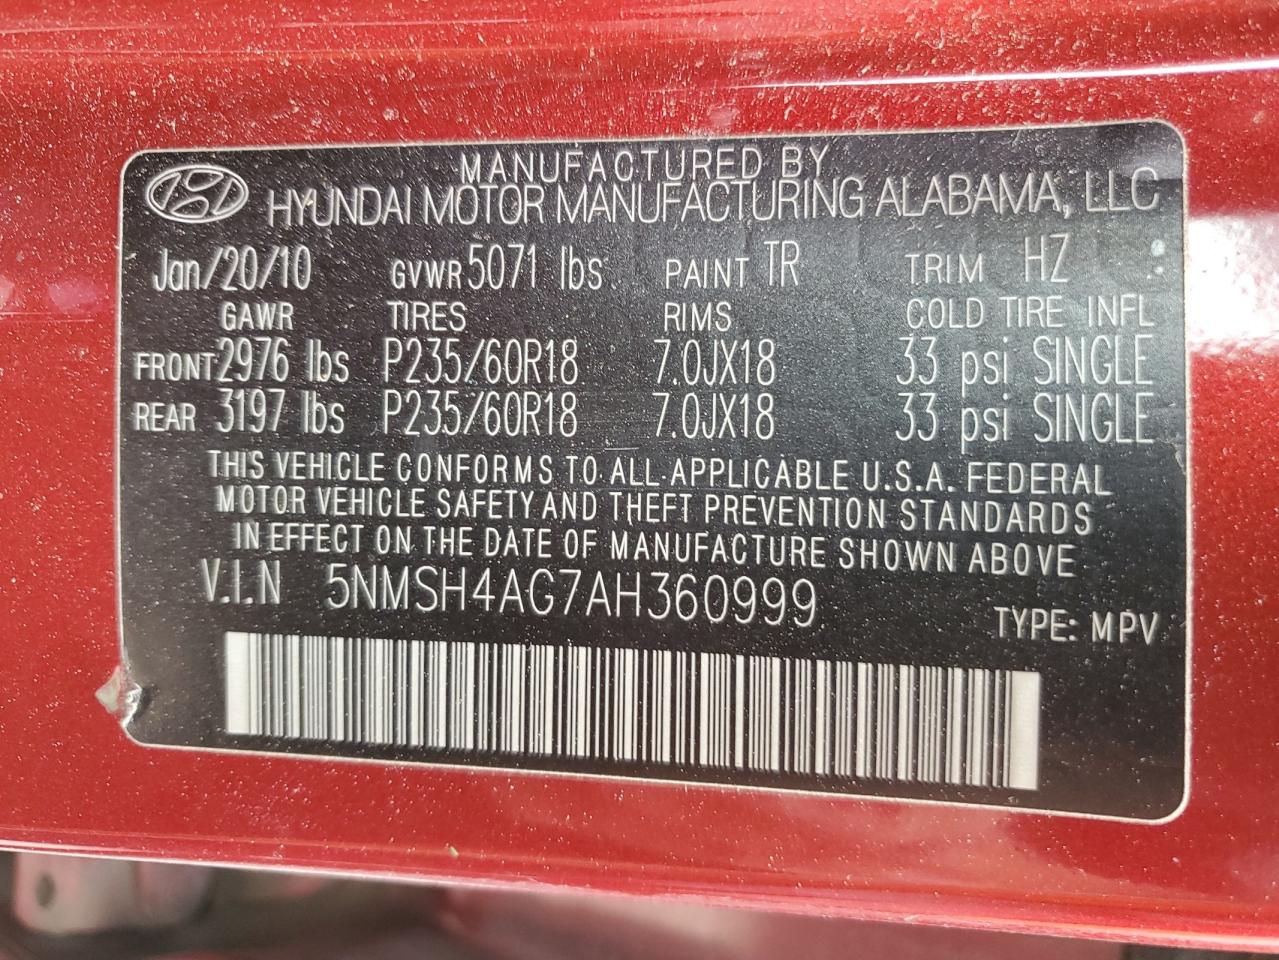 MANUFACTURED BY
HYUNDAI MOTOR MANUFACTURING ALABAMA, LLC
Jan/20/10 GVWR 5071 lbs PAINT TR TRIM HZ
GAWR TIRES RIMS COLD TIRE INFL
FRONT 2976 lbs P235/60R18 7.0JX18 33 psi SINGLE
REAR 3197 lbs P235/60R18 7.0JX18 33 psi SINGLE
THIS VEHICLE CONFORMS TO ALL APPLICABLE U.S.A. FEDERAL
MOTOR VEHICLE SAFETY AND THEFT PREVENTION STANDARDS
IN EFFECT ON THE DATE OF MANUFACTURE SHOWN ABOVE
V.I.N 5NMSH4AG7AH360999
TYPE: MPV